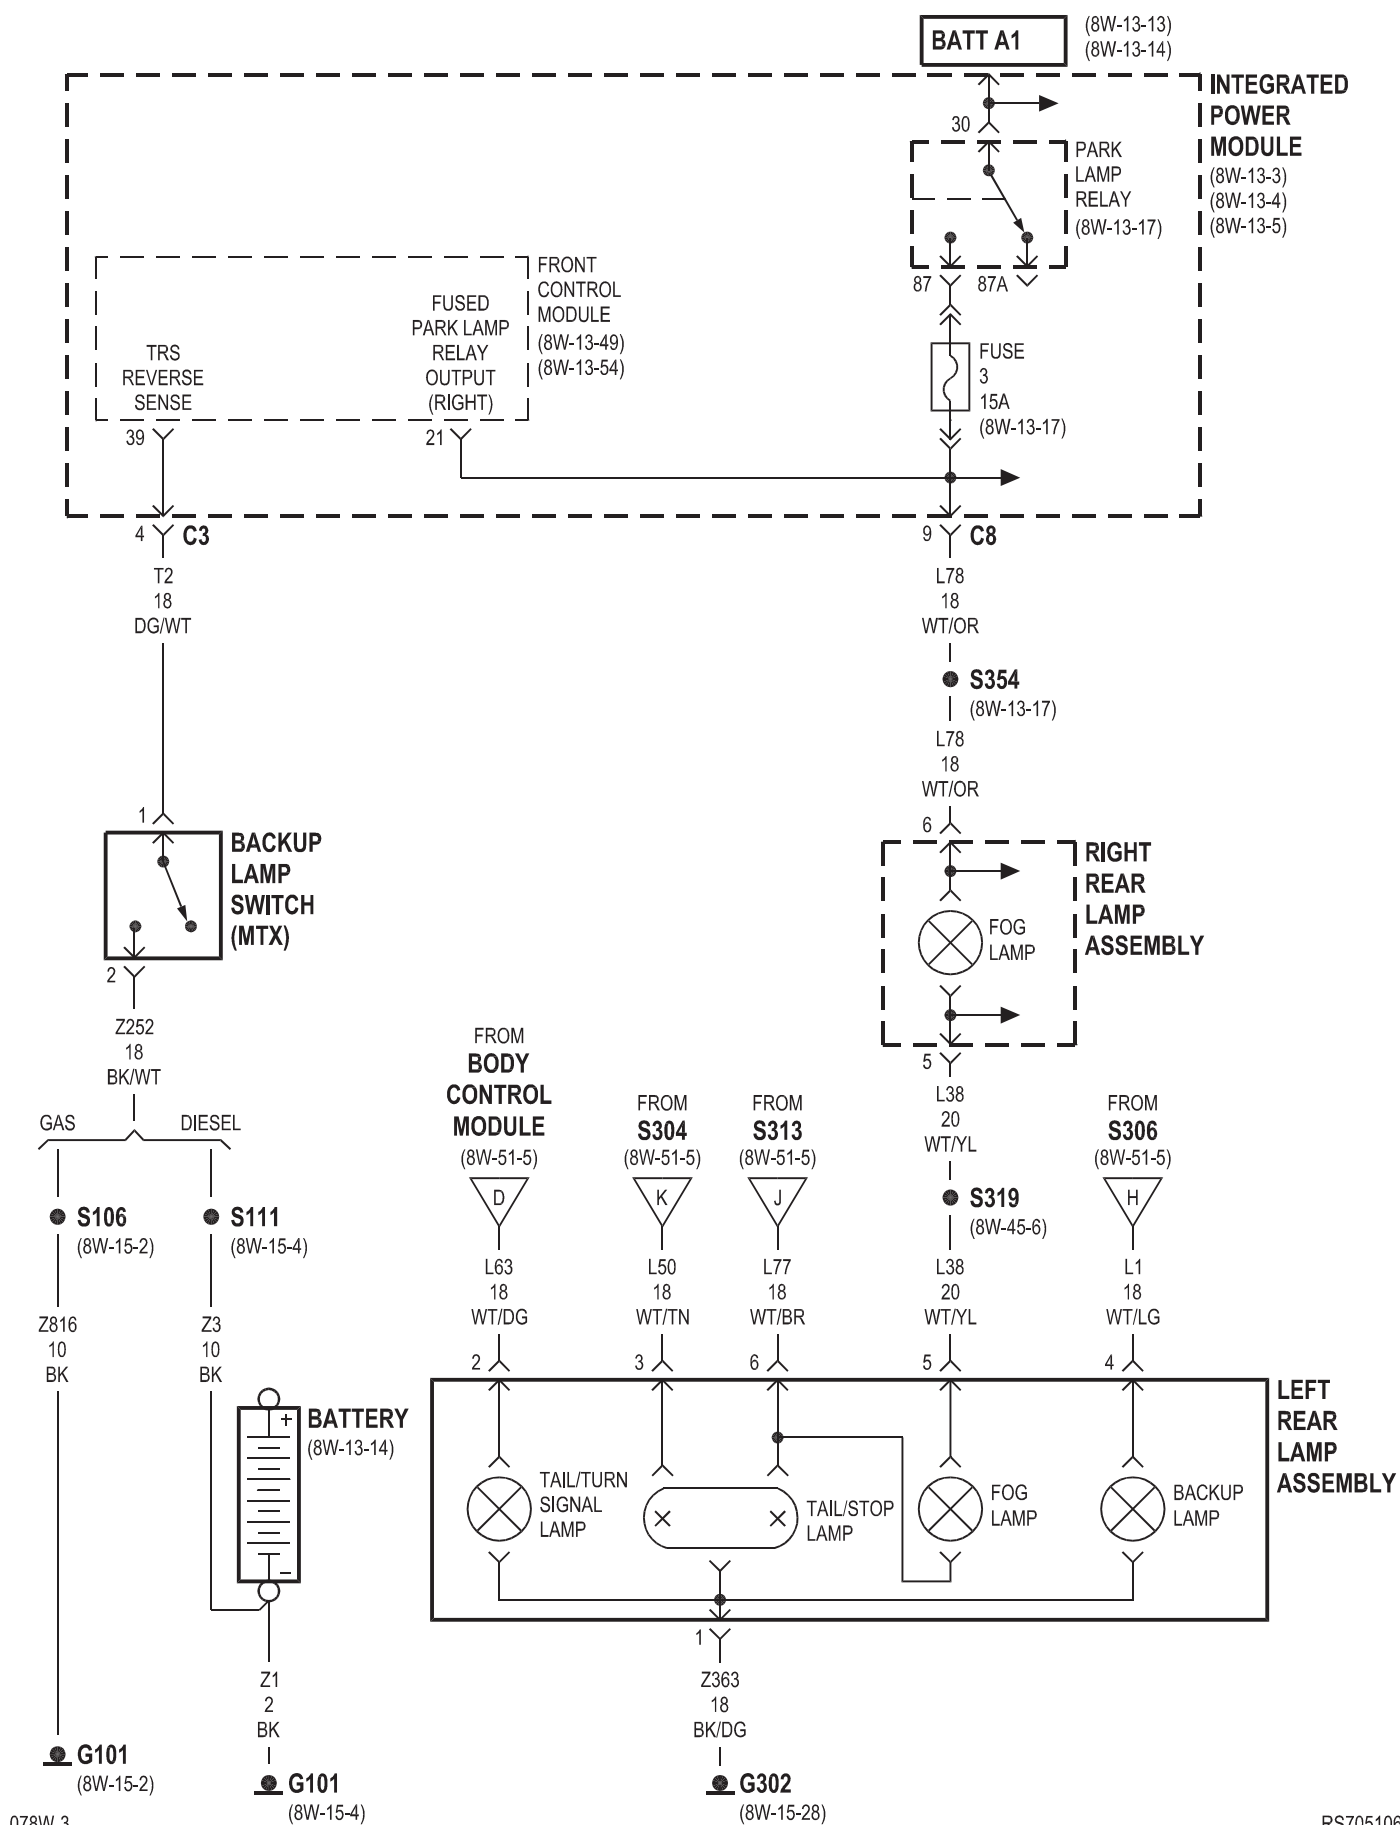 BATT A1
(8W-13-13)
(8W-13-14)
INTEGRATED
POWER
MODULE
(8W-13-3)
(8W-13-4)
(8W-13-5)
30
PARK
LAMP
RELAY
(8W-13-17)
87
87A
FRONT
CONTROL
MODULE
(8W-13-49)
(8W-13-54)
TRS
REVERSE
SENSE
FUSED
PARK LAMP
RELAY
OUTPUT
(RIGHT)
FUSE
3
15A
(8W-13-17)
39
21
4
C3
9
C8
T2
18
DG/WT
L78
18
WT/OR
S354
(8W-13-17)
L78
18
WT/OR
1
BACKUP
LAMP
SWITCH
(MTX)
2
6
RIGHT
REAR
LAMP
ASSEMBLY
FOG
LAMP
5
Z252
18
BK/WT
GAS
DIESEL
S106
(8W-15-2)
S111
(8W-15-4)
Z816
10
BK
Z3
10
BK
BATTERY
(8W-13-14)
+
–
Z1
2
BK
G101
(8W-15-2)
G101
(8W-15-4)
FROM
BODY
CONTROL
MODULE
(8W-51-5)
D
FROM
S304
(8W-51-5)
K
FROM
S313
(8W-51-5)
J
L38
20
WT/YL
S319
(8W-45-6)
FROM
S306
(8W-51-5)
H
L63
18
WT/DG
L50
18
WT/TN
L77
18
WT/BR
L38
20
WT/YL
L1
18
WT/LG
2
3
6
5
4
LEFT
REAR
LAMP
ASSEMBLY
TAIL/TURN
SIGNAL
LAMP
TAIL/STOP
LAMP
FOG
LAMP
BACKUP
LAMP
1
Z363
18
BK/DG
G302
(8W-15-28)
078W-3
RS705106